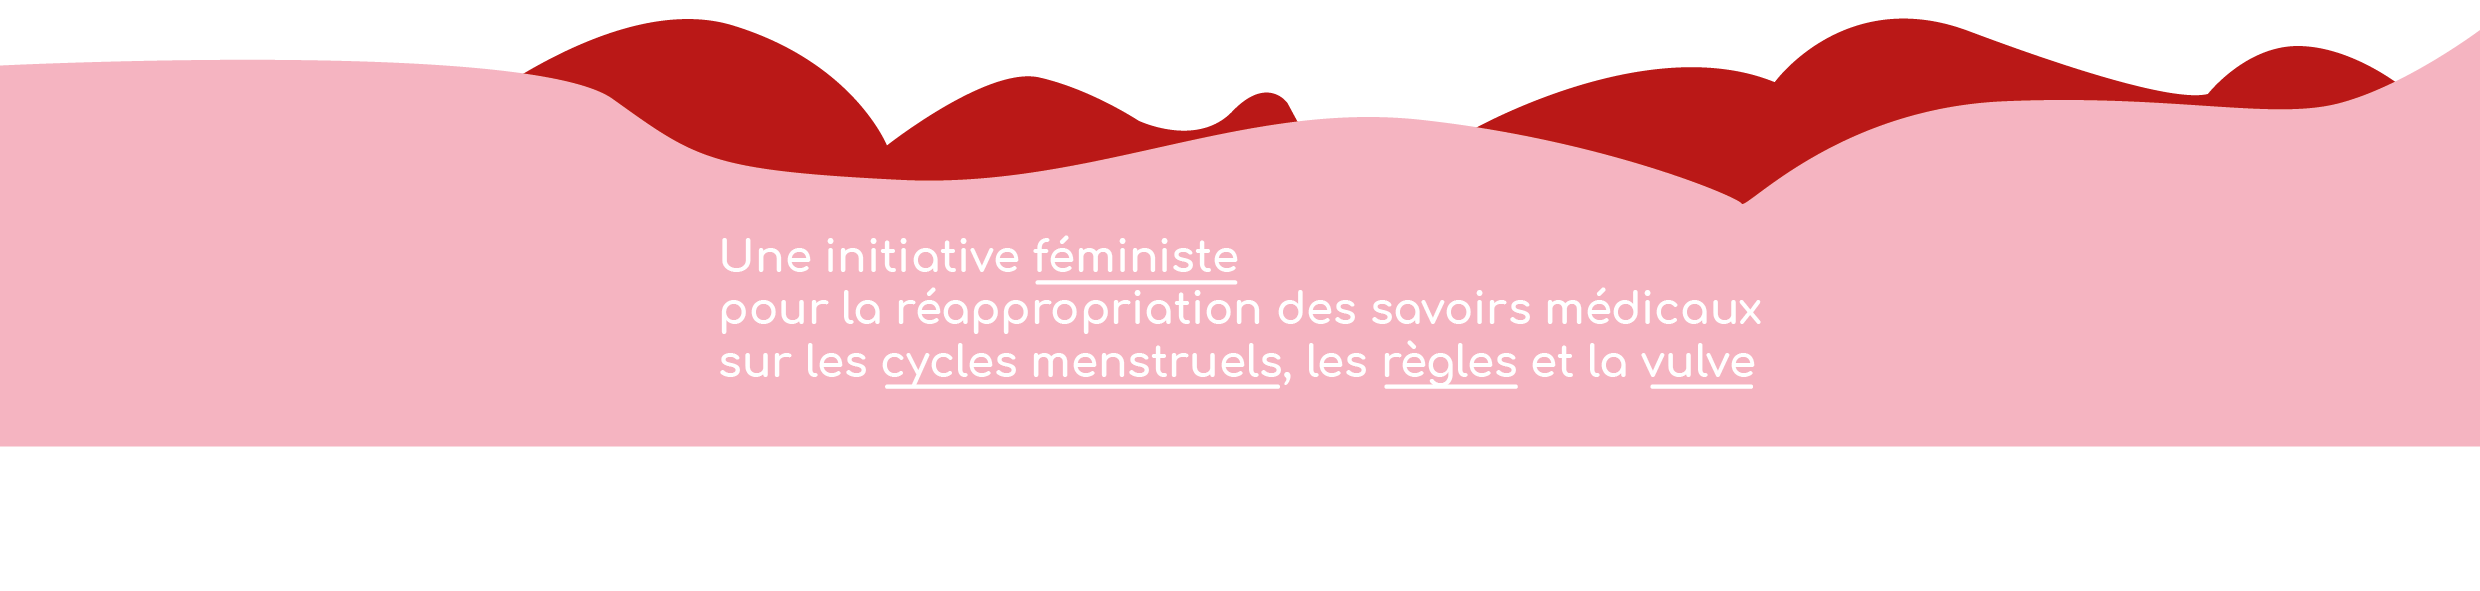 Une initiative féministe
pour la réappropriation des savoirs médicaux
sur les cycles menstruels, les règles et la vulve